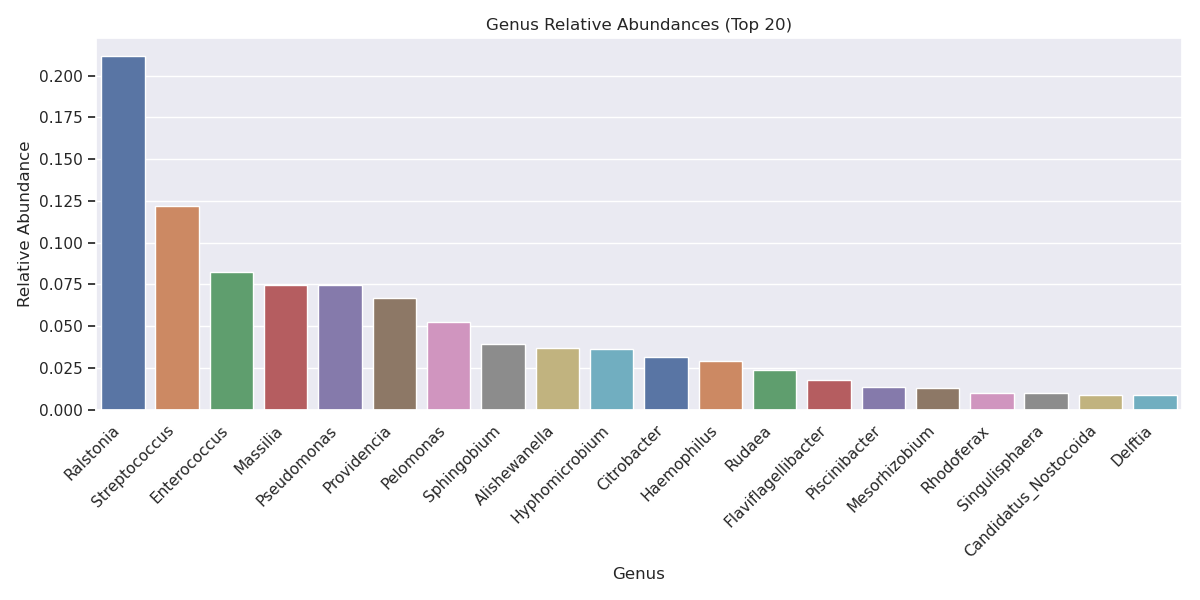 Genus Relative Abundances (Top 20)
Relative Abundance
0.200
0.175
0.150
0.125
0.100
0.075
0.050
0.025
0.000
Ralstonia
Streptococcus
Enterococcus
Massilia
Pseudomonas
Providencia
Pelomonas
Sphingobium
Alishewanella
Hyphomicrobium
Citrobacter
Haemophilus
Rudaea
Flaviflagellibacter
Piscinibacter
Mesorhizobium
Rhodoferax
Singulisphaera
Candidatus_Nostocoida
Delftia
Genus